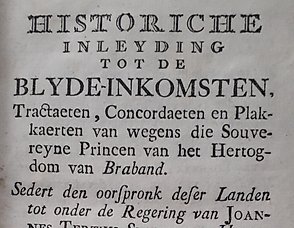 HISTORICHE
INLEYDING
TOT DE
BLYDE-INKOMSTEN,
Tractaeten, Concordaeten en Plak-
kaerten van wegens die Souve-
reyne Princen van het Hertog-
dom van Braband.
Sedert den oorſpronk deſer Landen
tot onder de Regering van JOAN-